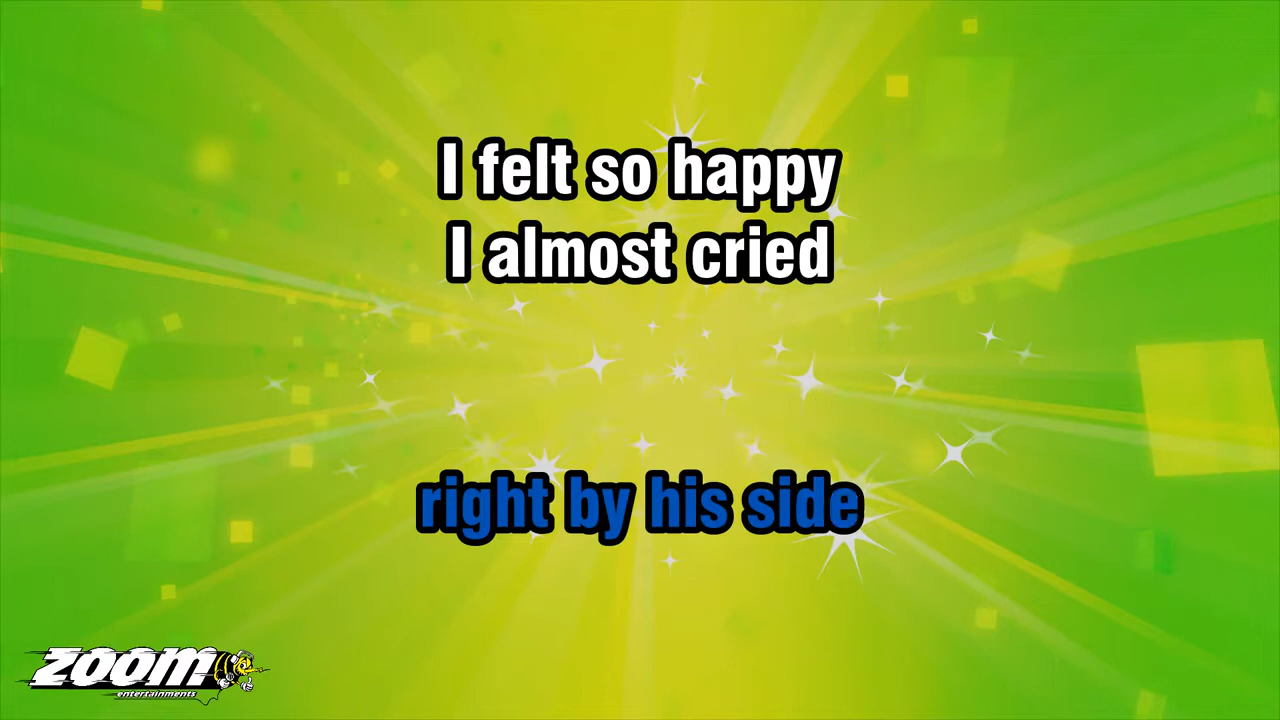 I felt so happy
I almost cried
right by his side
ZOOM
entertainments